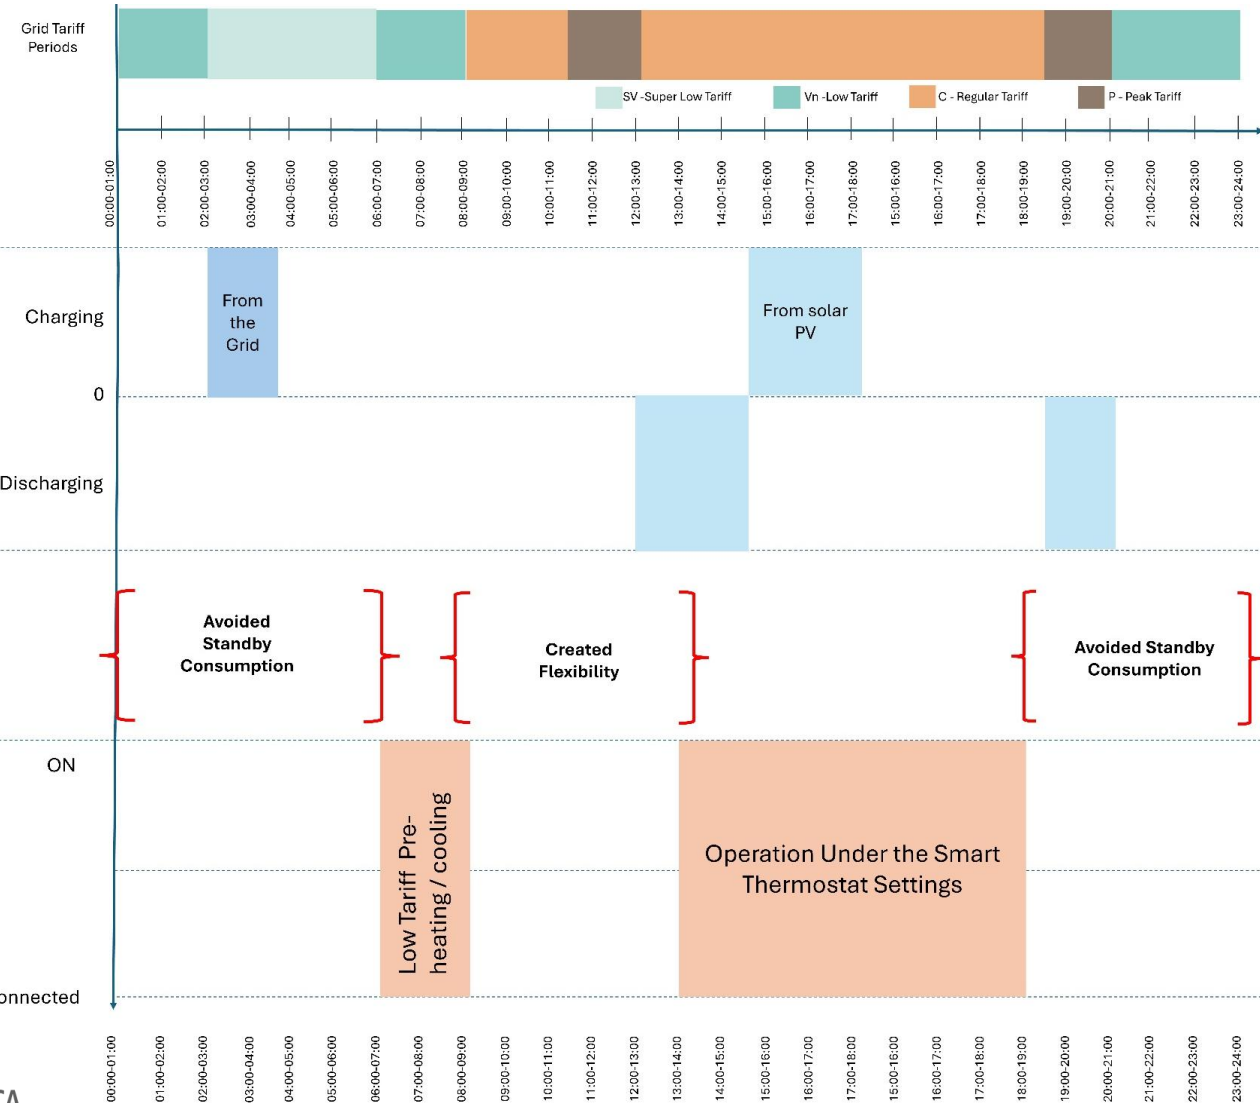 Grid Tariff
Periods
SV -Super Low Tariff
Vn -Low Tariff
C - Regular Tariff
P - Peak Tariff
00:00-01:00
01:00-02:00
02:00-03:00
03:00-04:00
04:00-05:00
05:00-06:00
06:00-07:00
07:00-08:00
08:00-09:00
09:00-10:00
10:00-11:00
11:00-12:00
12:00-13:00
13:00-14:00
14:00-15:00
15:00-16:00
16:00-17:00
17:00-18:00
15:00-16:00
16:00-17:00
17:00-18:00
18:00-19:00
19:00-20:00
20:00-21:00
21:00-22:00
22:00-23:00
23:00-24:00
Charging
From
the
Grid
From solar
PV
0
Discharging
Avoided
Standby
Consumption
Created
Flexibility
Avoided Standby
Consumption
ON
Low Tariff Pre-
heating / cooling
Operation Under the Smart
Thermostat Settings
onnected
00:00-01:00
01:00-02:00
02:00-03:00
03:00-04:00
04:00-05:00
05:00-06:00
06:00-07:00
07:00-08:00
08:00-09:00
09:00-10:00
10:00-11:00
11:00-12:00
12:00-13:00
13:00-14:00
14:00-15:00
15:00-16:00
16:00-17:00
17:00-18:00
15:00-16:00
16:00-17:00
17:00-18:00
18:00-19:00
19:00-20:00
20:00-21:00
21:00-22:00
22:00-23:00
23:00-24:00